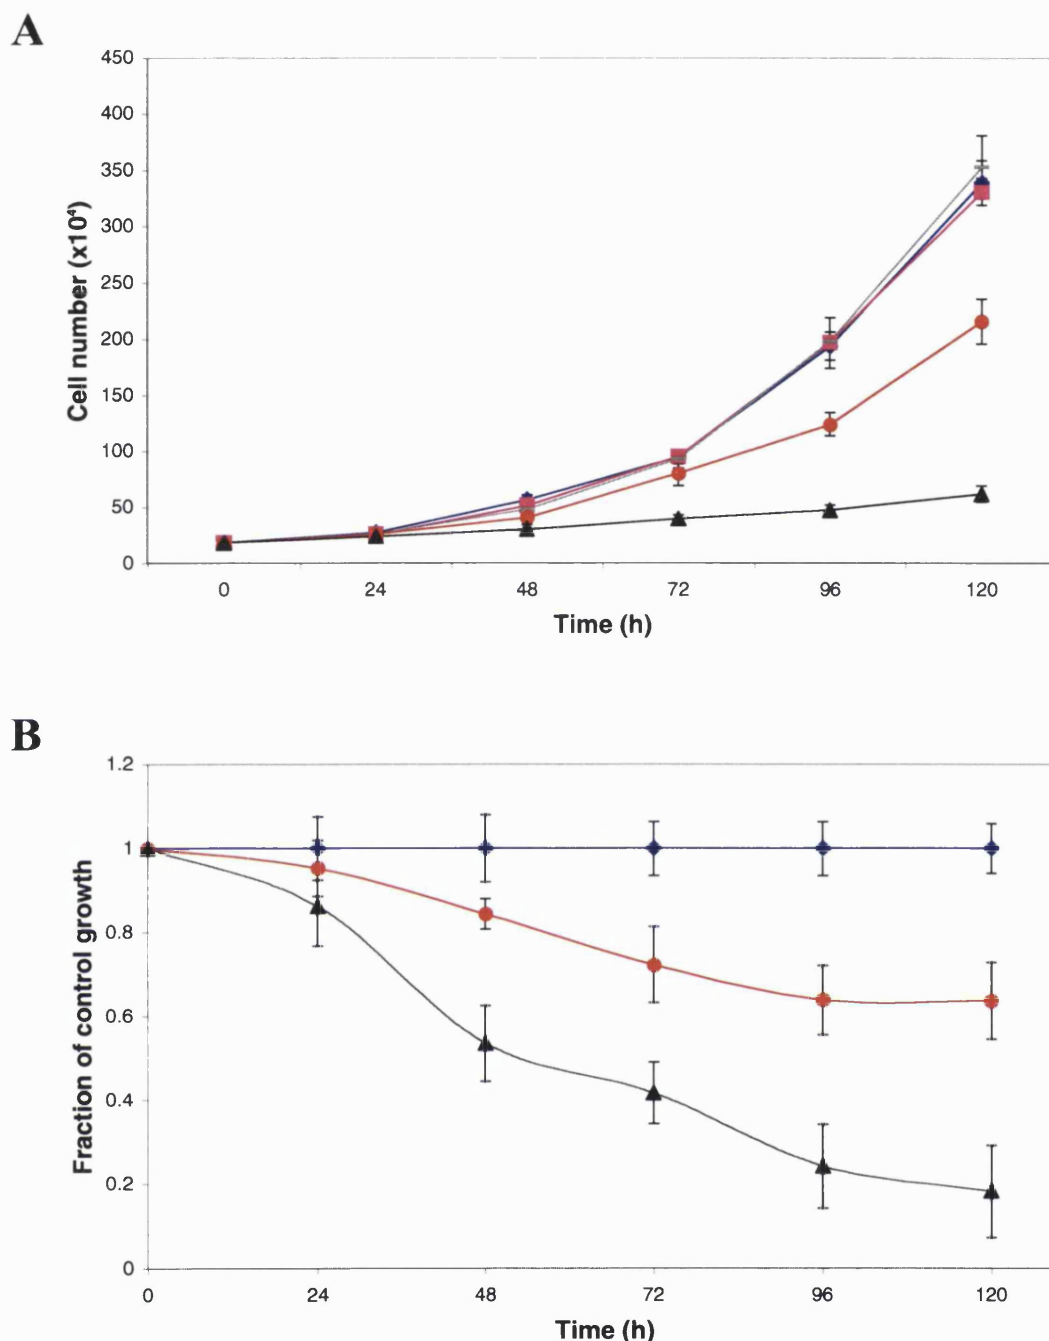 A
450
400
350
300
250
200
150
100
50
0
Cell number (x10⁴)
0 24 48 72 96 120
Time (h)
B
1.2
1
0.8
0.6
0.4
0.2
0
Fraction of control growth
0 24 48 72 96 120
Time (h)